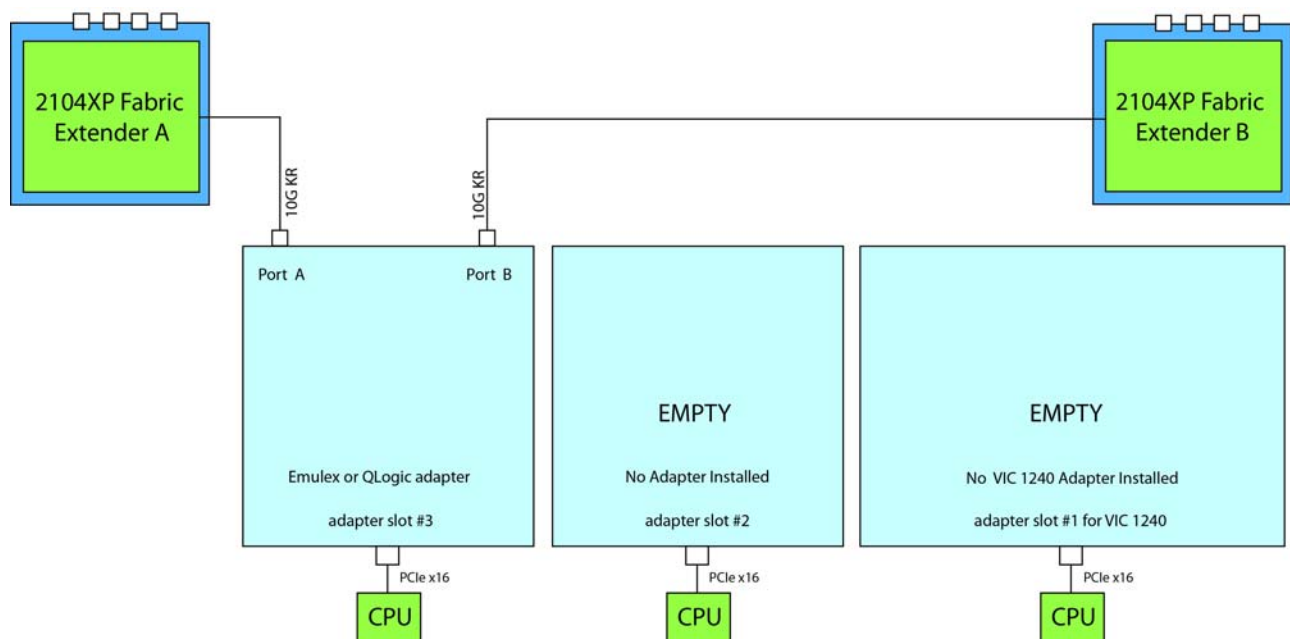 2104XP Fabric
Extender A
2104XP Fabric
Extender B
10G KR
10G KR
Port A
Port B
EMPTY
EMPTY
Emulex or QLogic adapter
No Adapter Installed
No VIC 1240 Adapter Installed
adapter slot #3
adapter slot #2
adapter slot #1 for VIC 1240
PCIe x16
PCIe x16
PCIe x16
CPU
CPU
CPU